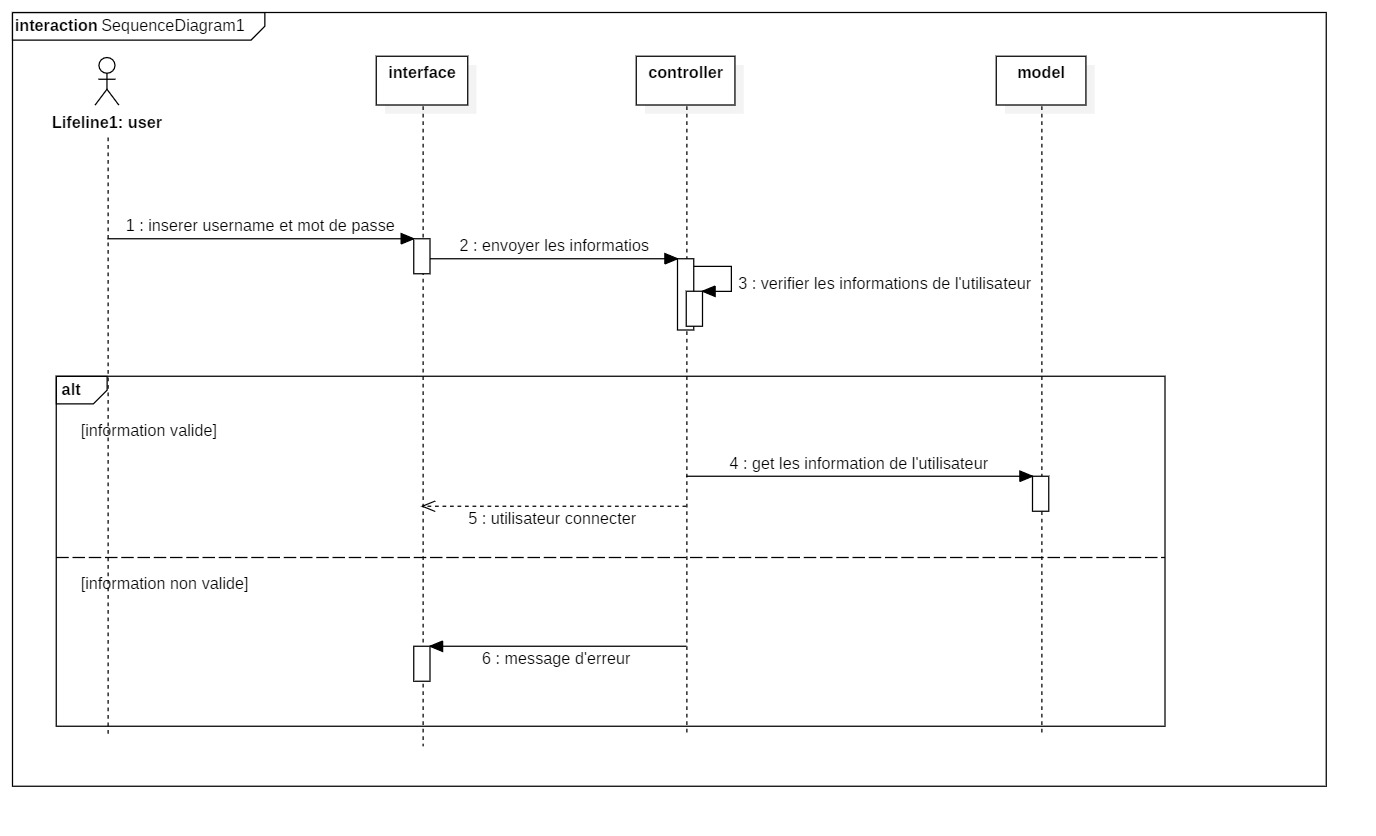 interaction SequenceDiagram1
interface
controller
model
Lifeline1: user
1 : inserer username et mot de passe
2 : envoyer les informatios
3 : verifier les informations de l'utilisateur
alt
[information valide]
4 : get les information de l'utilisateur
5 : utilisateur connecter
[information non valide]
6 : message d'erreur